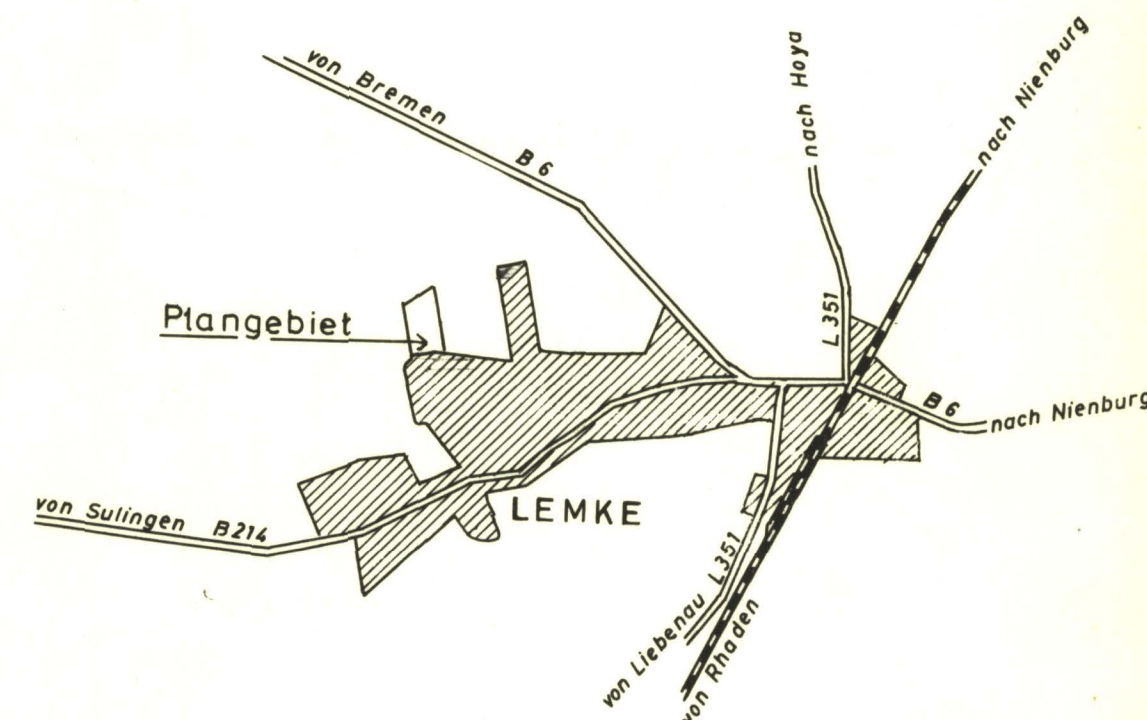 von Bremen
B 6
nach Hoya
nach Nienburg
L 351
Plangebiet
B 6
nach Nienburg
von Sulingen B214
LEMKE
von Liebenau L351
von Rhaden